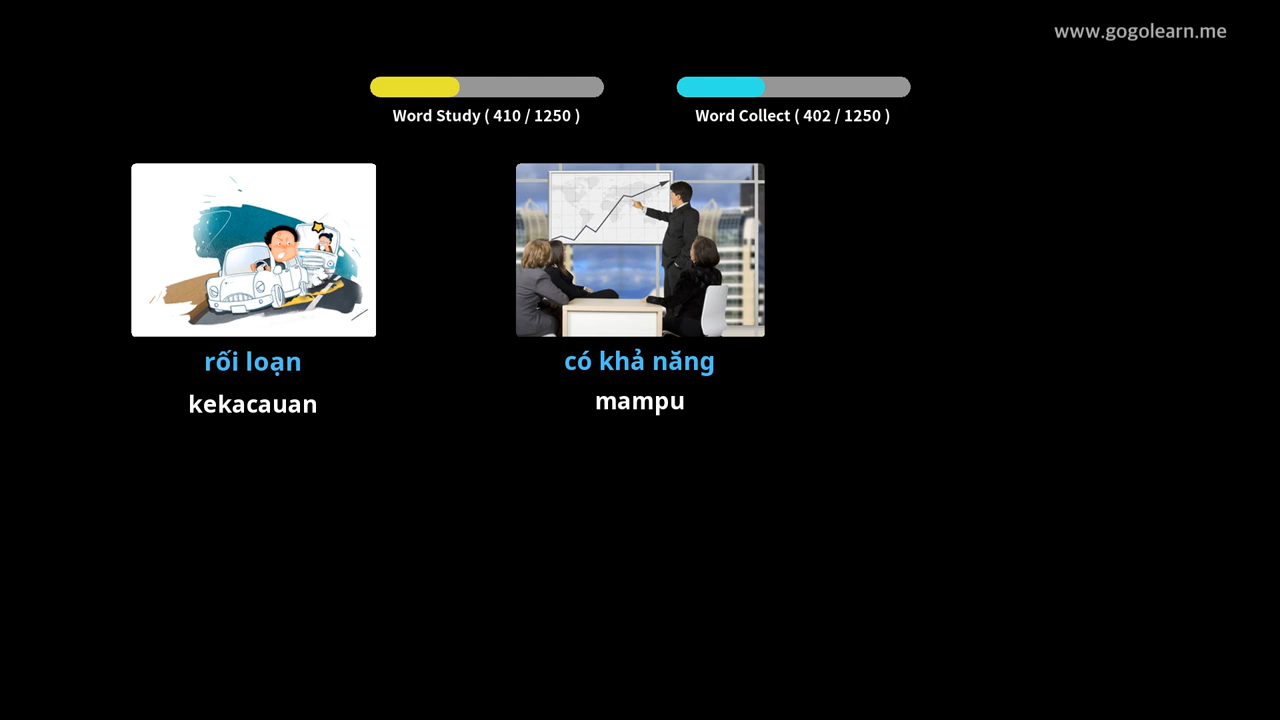 www.gogolearn.me
Word Study ( 410 / 1250 )
Word Collect ( 402 / 1250 )
rối loạn
kekacauan
có khả năng
mampu